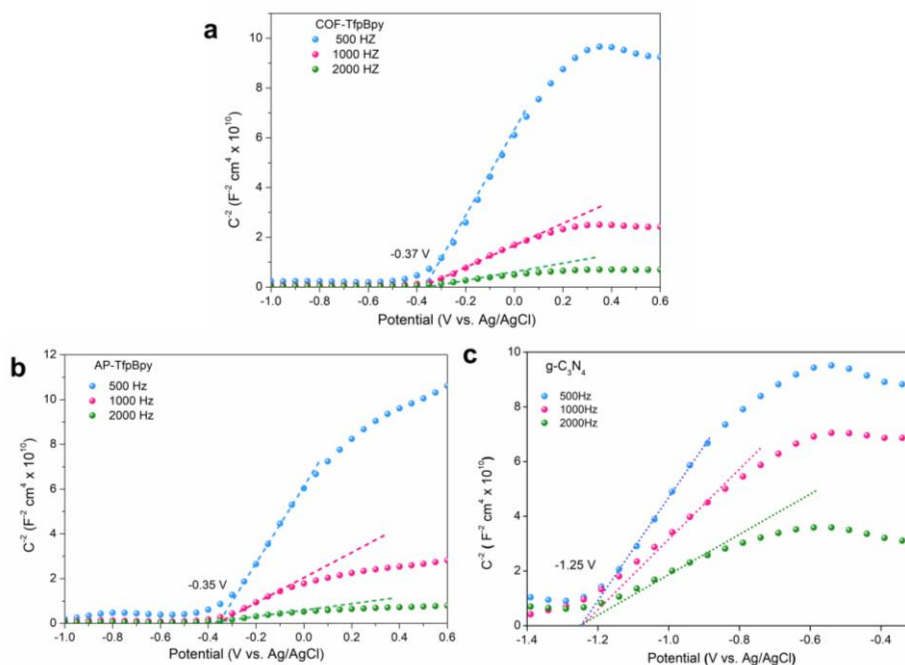 a
COF-TfpBpy
500 HZ
1000 HZ
2000 HZ
C⁻² (F⁻² cm⁴ x 10¹⁰)
10
8
6
4
2
0
-0.37 V
-1.0 -0.8 -0.6 -0.4 -0.2 0.0 0.2 0.4 0.6
Potential (V vs. Ag/AgCl)
b
AP-TfpBpy
500 Hz
1000 Hz
2000 Hz
C⁻² (F⁻² cm⁴ x 10¹⁰)
12
10
8
6
4
2
0
-0.35 V
-1.0 -0.8 -0.6 -0.4 -0.2 0.0 0.2 0.4 0.6
Potential (V vs. Ag/AgCl)
c
g-C₃N₄
500Hz
1000Hz
2000Hz
C⁻² ( F⁻² cm⁴ x 10¹⁰)
10
8
6
4
2
0
-1.25 V
-1.4 -1.2 -1.0 -0.8 -0.6 -0.4
Potential (V vs. Ag/AgCl)